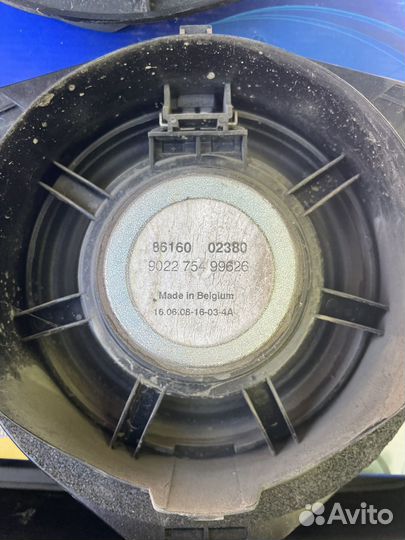 86160 02380
9022 754 99626
Made in Belgium
16.06.08-16-03-4A
Avito